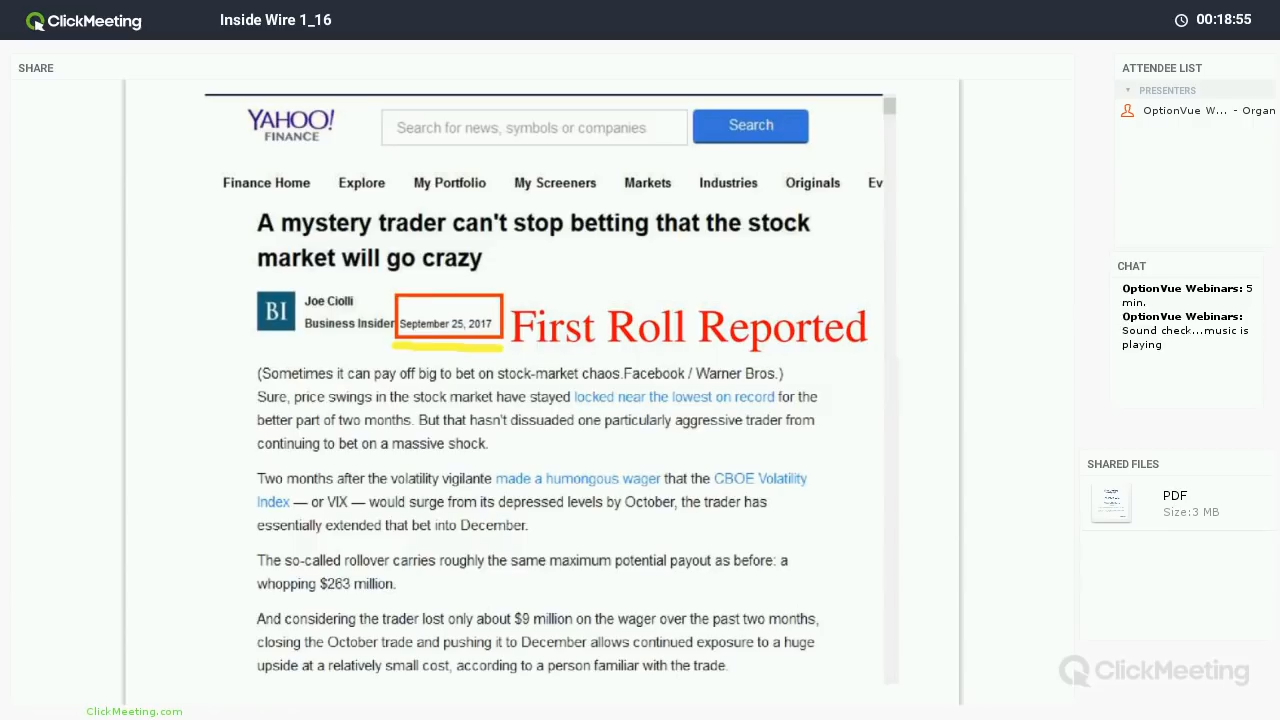 ClickMeeting
Inside Wire 1_16
00:18:55
SHARE
YAHOO!
FINANCE
Search for news, symbols or companies
Search
Finance Home Explore My Portfolio My Screeners Markets Industries Originals Ev
A mystery trader can't stop betting that the stock
market will go crazy
BI
Joe Ciolli
Business Insider September 25, 2017
First Roll Reported
(Sometimes it can pay off big to bet on stock-market chaos.Facebook / Warner Bros.)
Sure, price swings in the stock market have stayed locked near the lowest on record for the
better part of two months. But that hasn't dissuaded one particularly aggressive trader from
continuing to bet on a massive shock.
Two months after the volatility vigilante made a humongous wager that the CBOE Volatility
Index — or VIX — would surge from its depressed levels by October, the trader has
essentially extended that bet into December.
The so-called rollover carries roughly the same maximum potential payout as before: a
whopping $263 million.
And considering the trader lost only about $9 million on the wager over the past two months,
closing the October trade and pushing it to December allows continued exposure to a huge
upside at a relatively small cost, according to a person familiar with the trade.
ATTENDEE LIST
PRESENTERS
OptionVue W... - Organ
CHAT
OptionVue Webinars: 5
min.
OptionVue Webinars:
Sound check...music is
playing
SHARED FILES
PDF
Size:3 MB
ClickMeeting
ClickMeeting.com